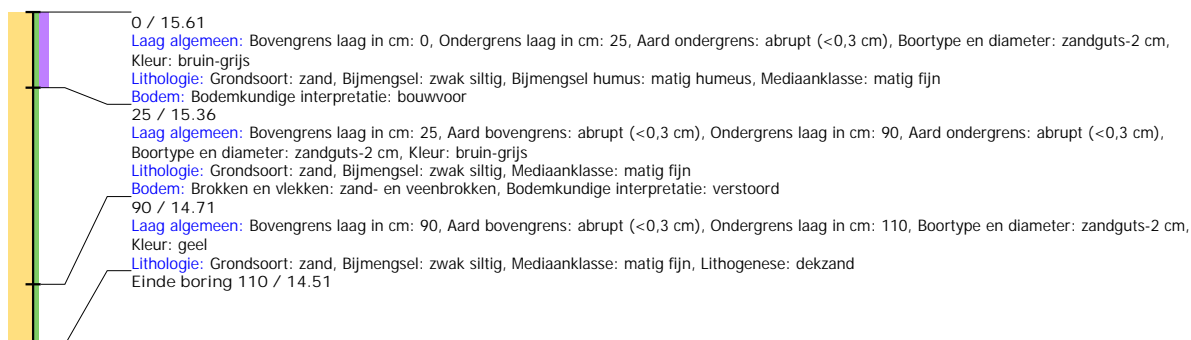 0 / 15.61
Laag algemeen: Bovengrens laag in cm: 0, Ondergrens laag in cm: 25, Aard ondergrens: abrupt (<0,3 cm), Boortype en diameter: zandguts-2 cm,
Kleur: bruin-grijs
Lithologie: Grondsoort: zand, Bijmengsel: zwak siltig, Bijmengsel humus: matig humeus, Mediaanklasse: matig fijn
Bodem: Bodemkundige interpretatie: bouwvoor
25 / 15.36
Laag algemeen: Bovengrens laag in cm: 25, Aard bovengrens: abrupt (<0,3 cm), Ondergrens laag in cm: 90, Aard ondergrens: abrupt (<0,3 cm),
Boortype en diameter: zandguts-2 cm, Kleur: bruin-grijs
Lithologie: Grondsoort: zand, Bijmengsel: zwak siltig, Mediaanklasse: matig fijn
Bodem: Brokken en vlekken: zand- en veenbrokken, Bodemkundige interpretatie: verstoord
90 / 14.71
Laag algemeen: Bovengrens laag in cm: 90, Aard bovengrens: abrupt (<0,3 cm), Ondergrens laag in cm: 110, Boortype en diameter: zandguts-2 cm,
Kleur: geel
Lithologie: Grondsoort: zand, Bijmengsel: zwak siltig, Mediaanklasse: matig fijn, Lithogenese: dekzand
Einde boring 110 / 14.51